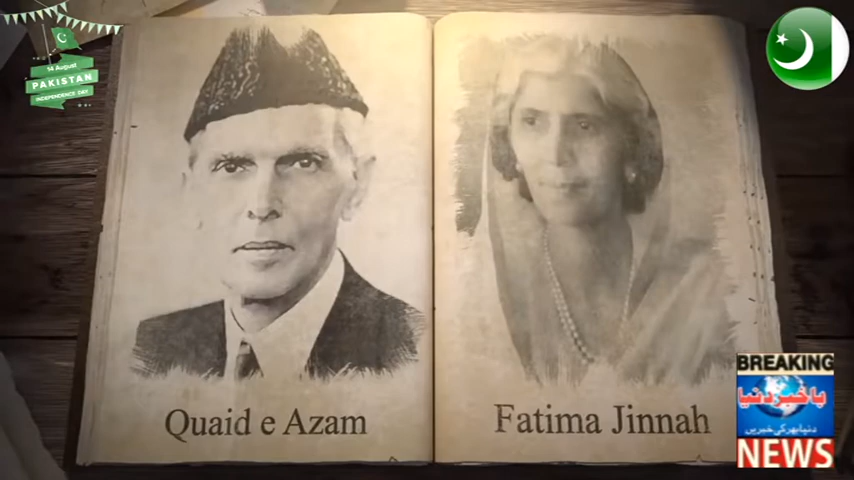 14 August
PAKISTAN
INDEPENDENCE DAY
Quaid e Azam
Fatima Jinnah
BREAKING
باخبر دنیا
دنیا بھر کی خبریں
NEWS